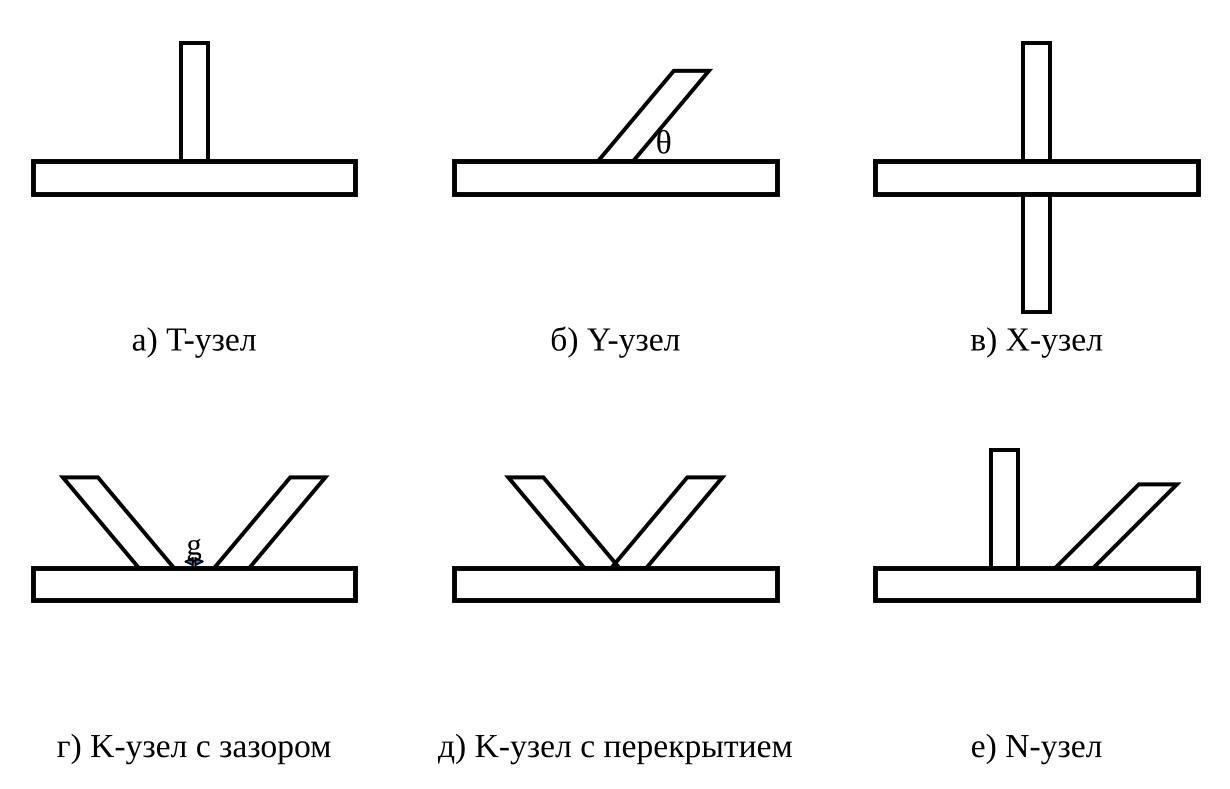 θ
а) T-узел
б) Y-узел
в) X-узел
g
г) K-узел с зазором
д) K-узел с перекрытием
е) N-узел